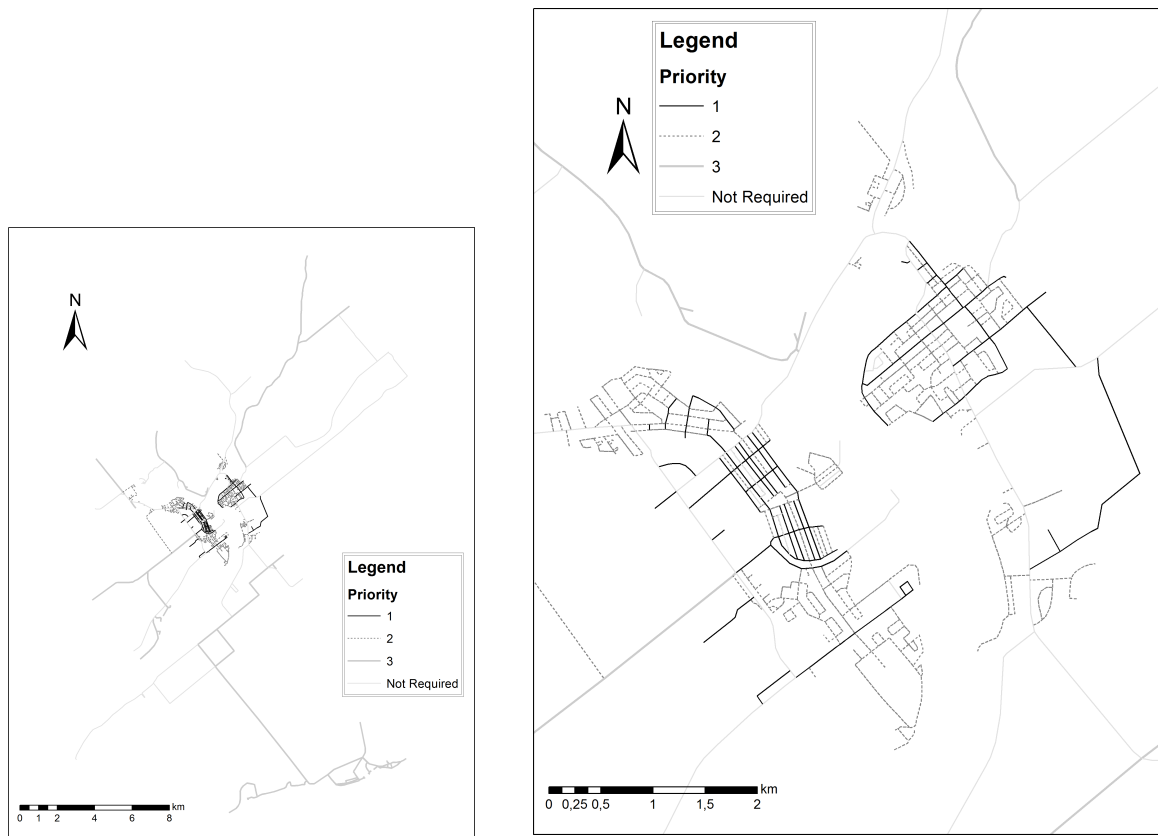 N
Legend
Priority
1
2
3
Not Required
km
0 1 2 4 6 8
Legend
Priority
1
2
3
Not Required
N
km
0 0,25 0,5 1 1,5 2